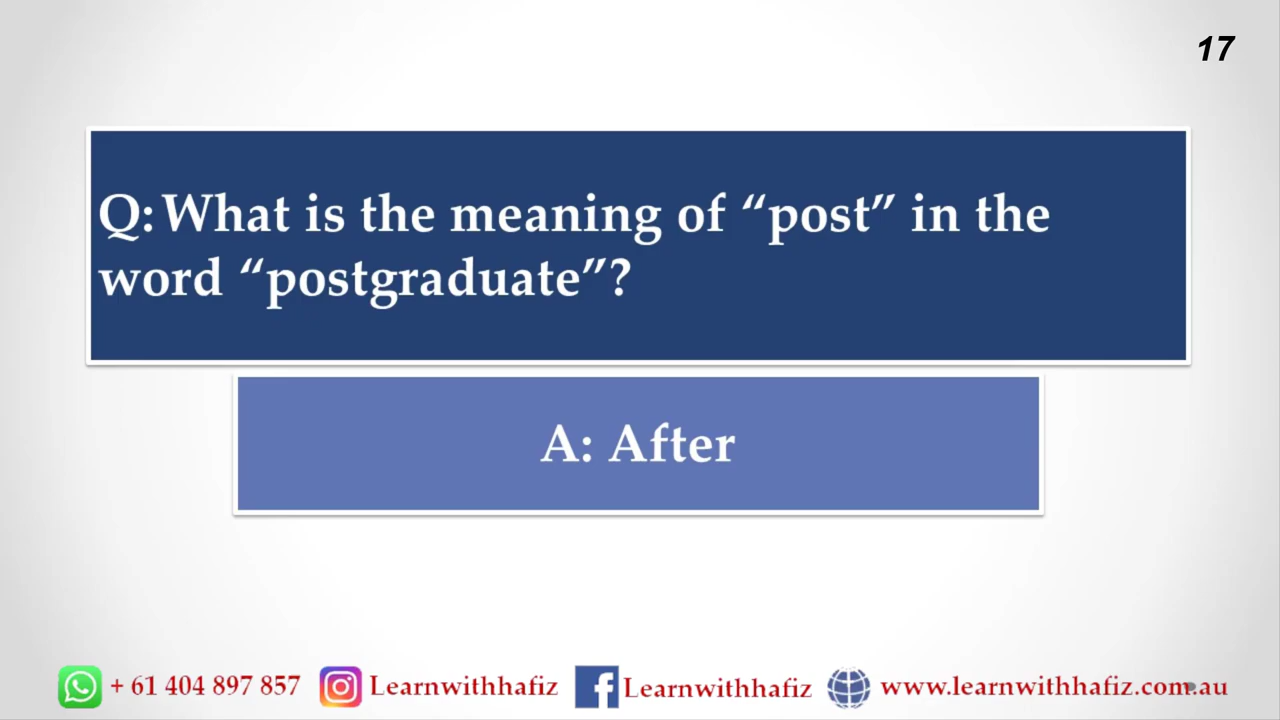 17
Q: What is the meaning of “post” in the
word “postgraduate”?
A: After
+ 61 404 897 857 Learnwithhafiz Learnwithhafiz www.learnwithhafiz.com.au